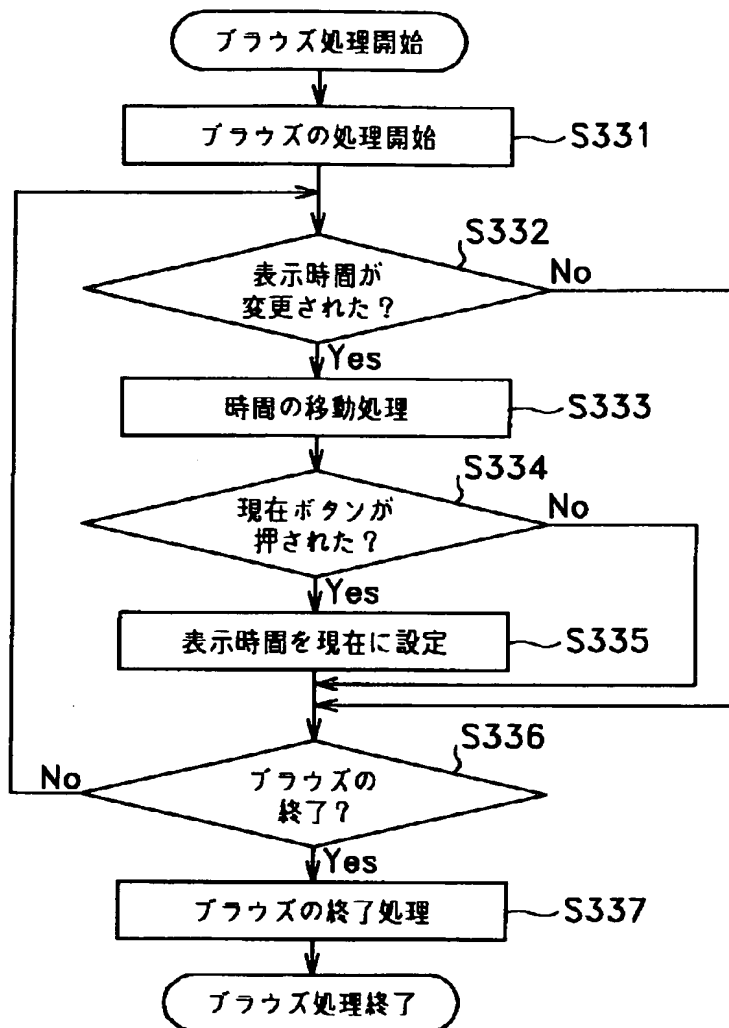 ブラウズ処理開始
ブラウズの処理開始
S331
S332
表示時間が
変更された？
No
Yes
時間の移動処理
S333
S334
現在ボタンが
押された？
No
Yes
表示時間を現在に設定
S335
S336
ブラウズの
終了？
No
Yes
ブラウズの終了処理
S337
ブラウズ処理終了